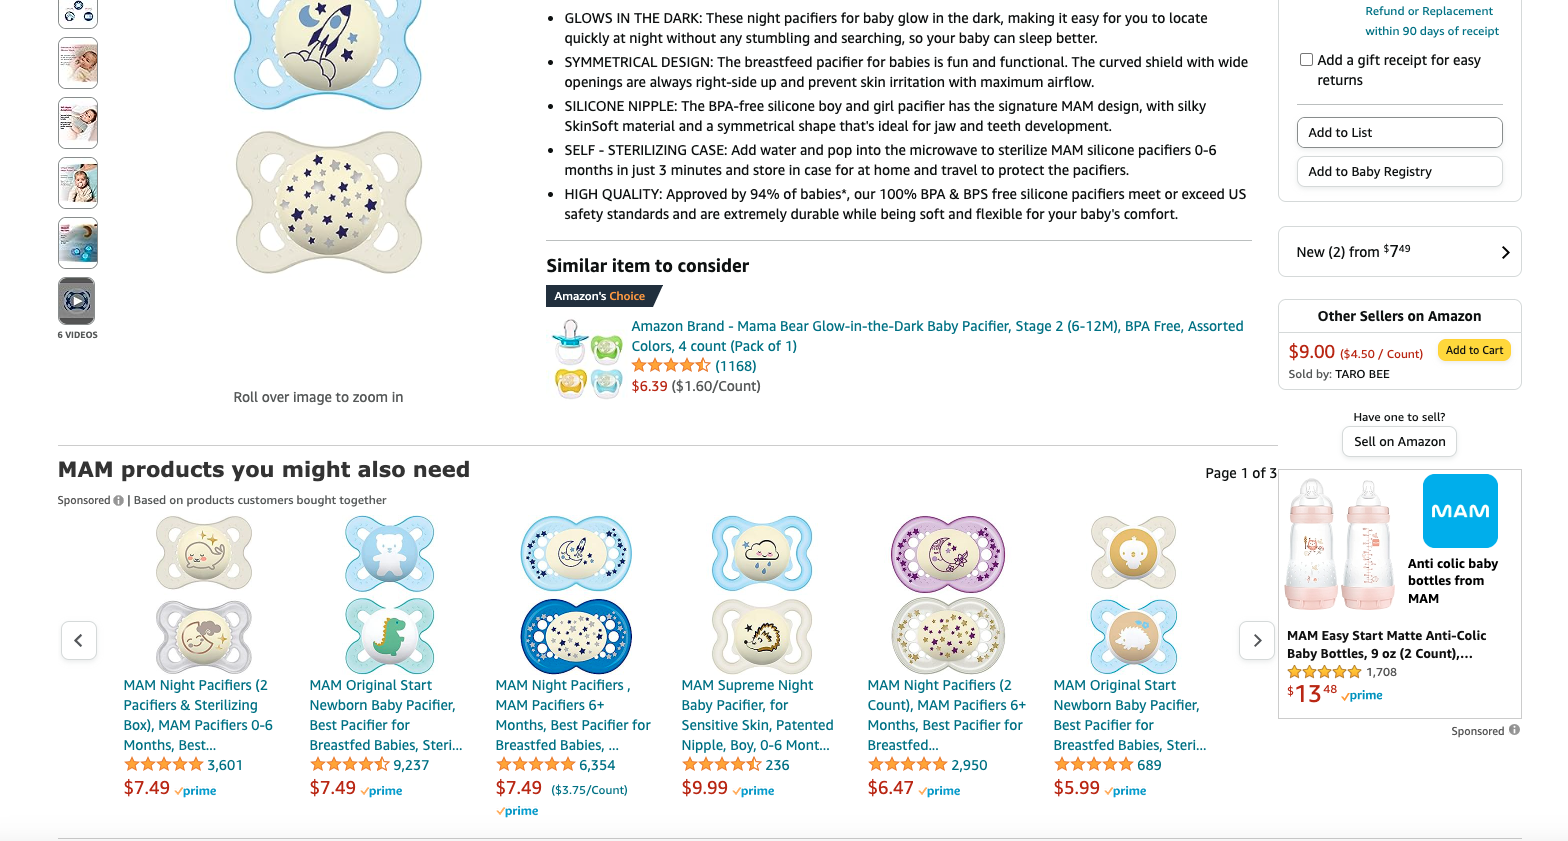 6 VIDEOS
Roll over image to zoom in
• GLOWS IN THE DARK: These night pacifiers for baby glow in the dark, making it easy for you to locate
quickly at night without any stumbling and searching, so your baby can sleep better.
• SYMMETRICAL DESIGN: The breastfeed pacifier for babies is fun and functional. The curved shield with wide
openings are always right-side up and prevent skin irritation with maximum airflow.
• SILICONE NIPPLE: The BPA-free silicone boy and girl pacifier has the signature MAM design, with silky
SkinSoft material and a symmetrical shape that's ideal for jaw and teeth development.
• SELF - STERILIZING CASE: Add water and pop into the microwave to sterilize MAM silicone pacifiers 0-6
months in just 3 minutes and store in case for at home and travel to protect the pacifiers.
• HIGH QUALITY: Approved by 94% of babies*, our 100% BPA & BPS free silicone pacifiers meet or exceed US
safety standards and are extremely durable while being soft and flexible for your baby's comfort.
Similar item to consider
Amazon's Choice
Amazon Brand - Mama Bear Glow-in-the-Dark Baby Pacifier, Stage 2 (6-12M), BPA Free, Assorted
Colors, 4 count (Pack of 1)
(1168)
$6.39 ($1.60/Count)
Refund or Replacement
within 90 days of receipt
Add a gift receipt for easy
returns
Add to List
Add to Baby Registry
New (2) from $7 49
Other Sellers on Amazon
$9.00 ($4.50 / Count) Add to Cart
Sold by: TARO BEE
Have one to sell?
Sell on Amazon
MAM
Anti colic baby
bottles from
MAM
MAM Easy Start Matte Anti-Colic
Baby Bottles, 9 oz (2 Count),...
1,708
$13 48 prime
Sponsored
MAM products you might also need
Page 1 of 3
Sponsored | Based on products customers bought together
MAM Night Pacifiers (2
Pacifiers & Sterilizing
Box), MAM Pacifiers 0-6
Months, Best...
3,601
$7.49 prime
MAM Original Start
Newborn Baby Pacifier,
Best Pacifier for
Breastfed Babies, Steri...
9,237
$7.49 prime
MAM Night Pacifiers ,
MAM Pacifiers 6+
Months, Best Pacifier for
Breastfed Babies, ...
6,354
$7.49 ($3.75/Count)
prime
MAM Supreme Night
Baby Pacifier, for
Sensitive Skin, Patented
Nipple, Boy, 0-6 Mont...
236
$9.99 prime
MAM Night Pacifiers (2
Count), MAM Pacifiers 6+
Months, Best Pacifier for
Breastfed...
2,950
$6.47 prime
MAM Original Start
Newborn Baby Pacifier,
Best Pacifier for
Breastfed Babies, Steri...
689
$5.99 prime